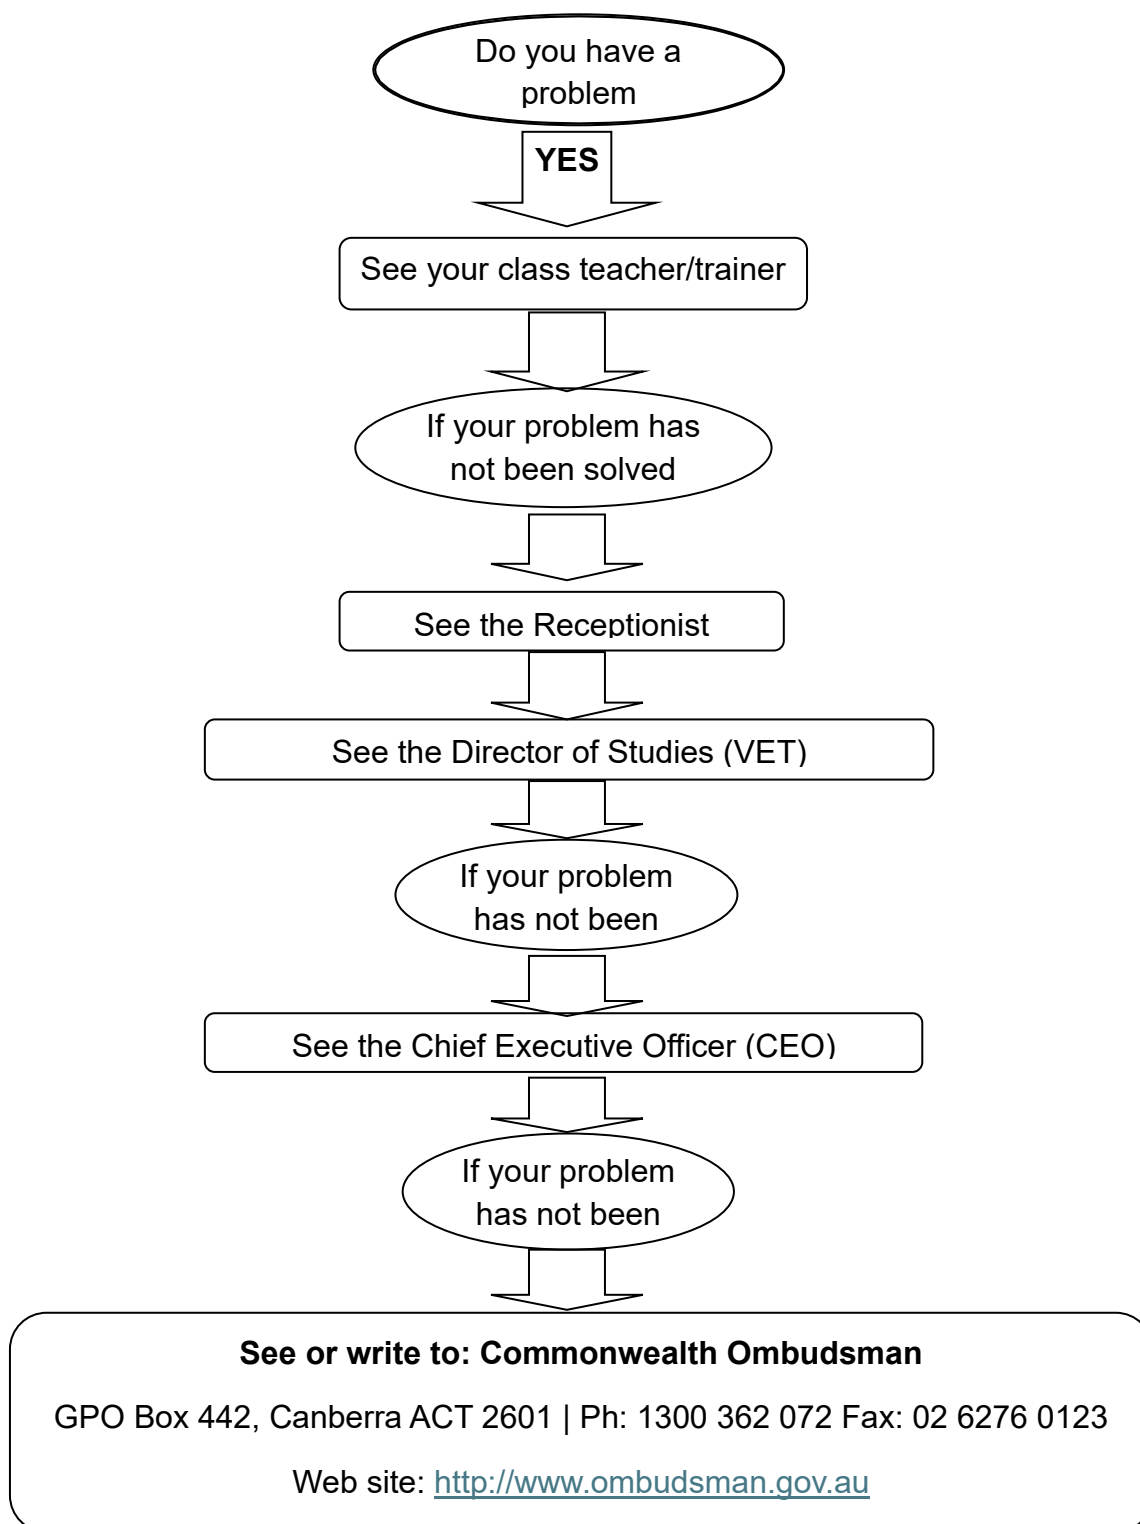 Do you have a
problem
YES
See your class teacher/trainer
If your problem has
not been solved
See the Receptionist
See the Director of Studies (VET)
If your problem
has not been
See the Chief Executive Officer (CEO)
If your problem
has not been
See or write to: Commonwealth Ombudsman
GPO Box 442, Canberra ACT 2601 | Ph: 1300 362 072 Fax: 02 6276 0123
Web site: http://www.ombudsman.gov.au